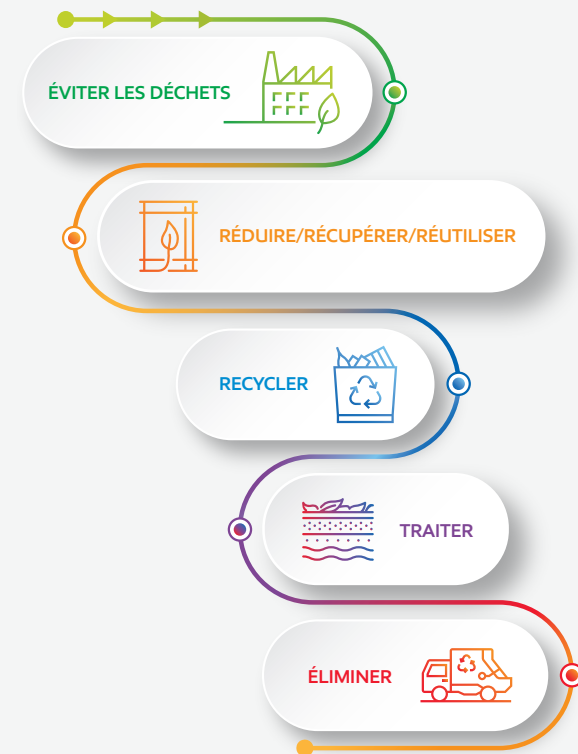 ÉVITER LES DÉCHETS
RÉDUIRE/RÉCUPÉRER/RÉUTILISER
RECYCLER
TRAITER
ÉLIMINER